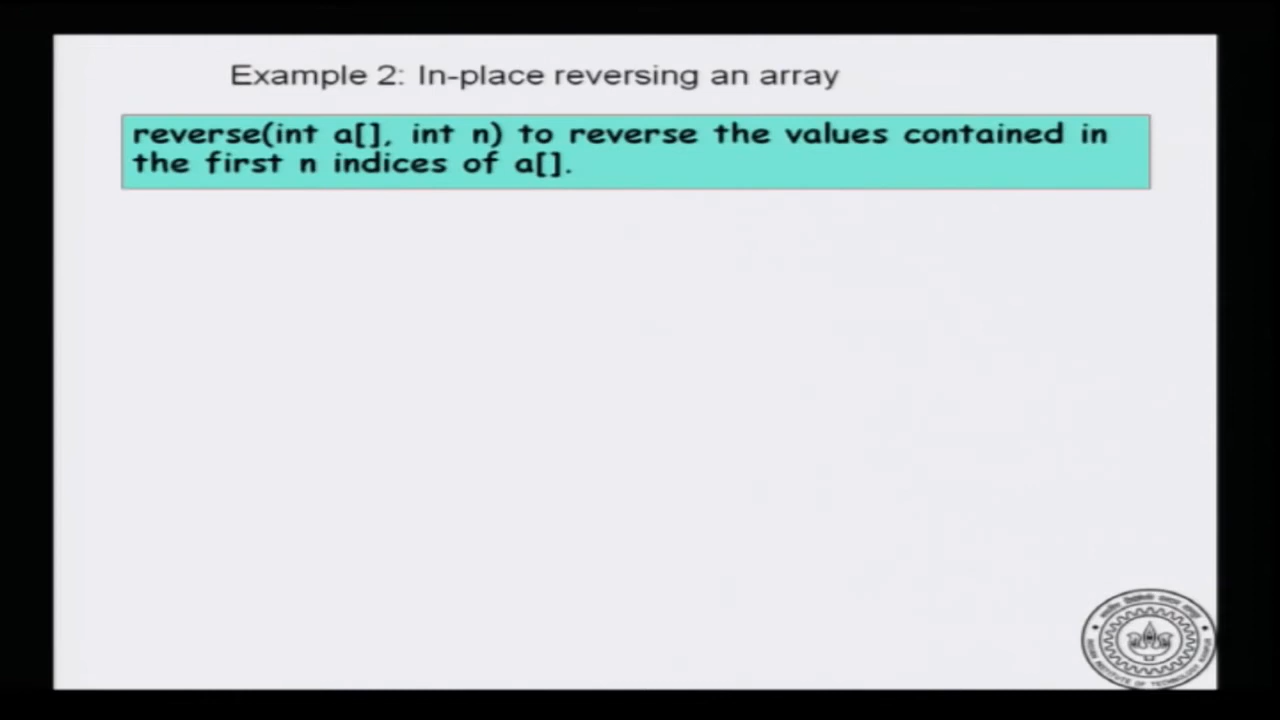 Example 2: In-place reversing an array
reverse(int a[], int n) to reverse the values contained in
the first n indices of a[].